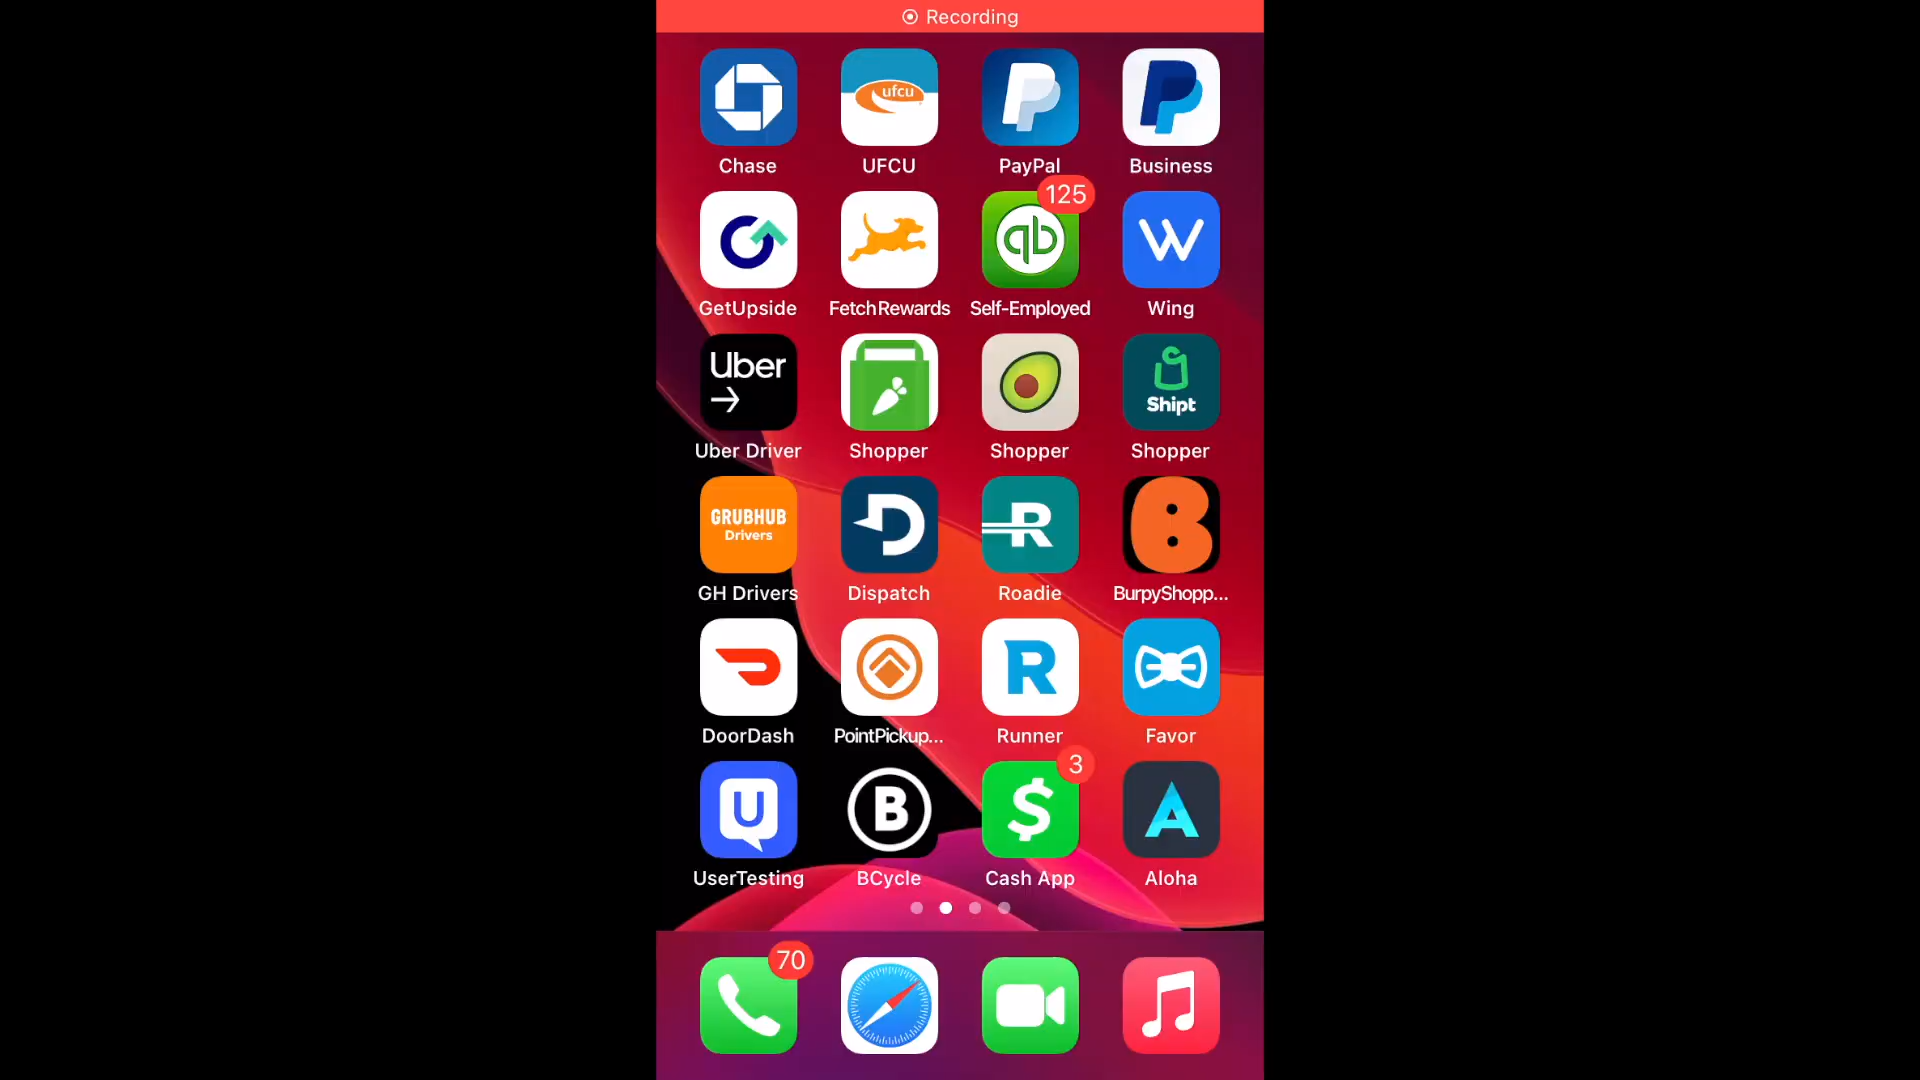 Recording
ufcu
Chase UFCU PayPal Business
125
qb
GetUpside FetchRewards Self-Employed Wing
Uber
Shipt
Uber Driver Shopper Shopper Shopper
GRUBHUB
Drivers
R
B
GH Drivers Dispatch Roadie BurpyShopp...
R
DoorDash PointPickup... Runner Favor
3
U B $
UserTesting BCycle Cash App Aloha
70